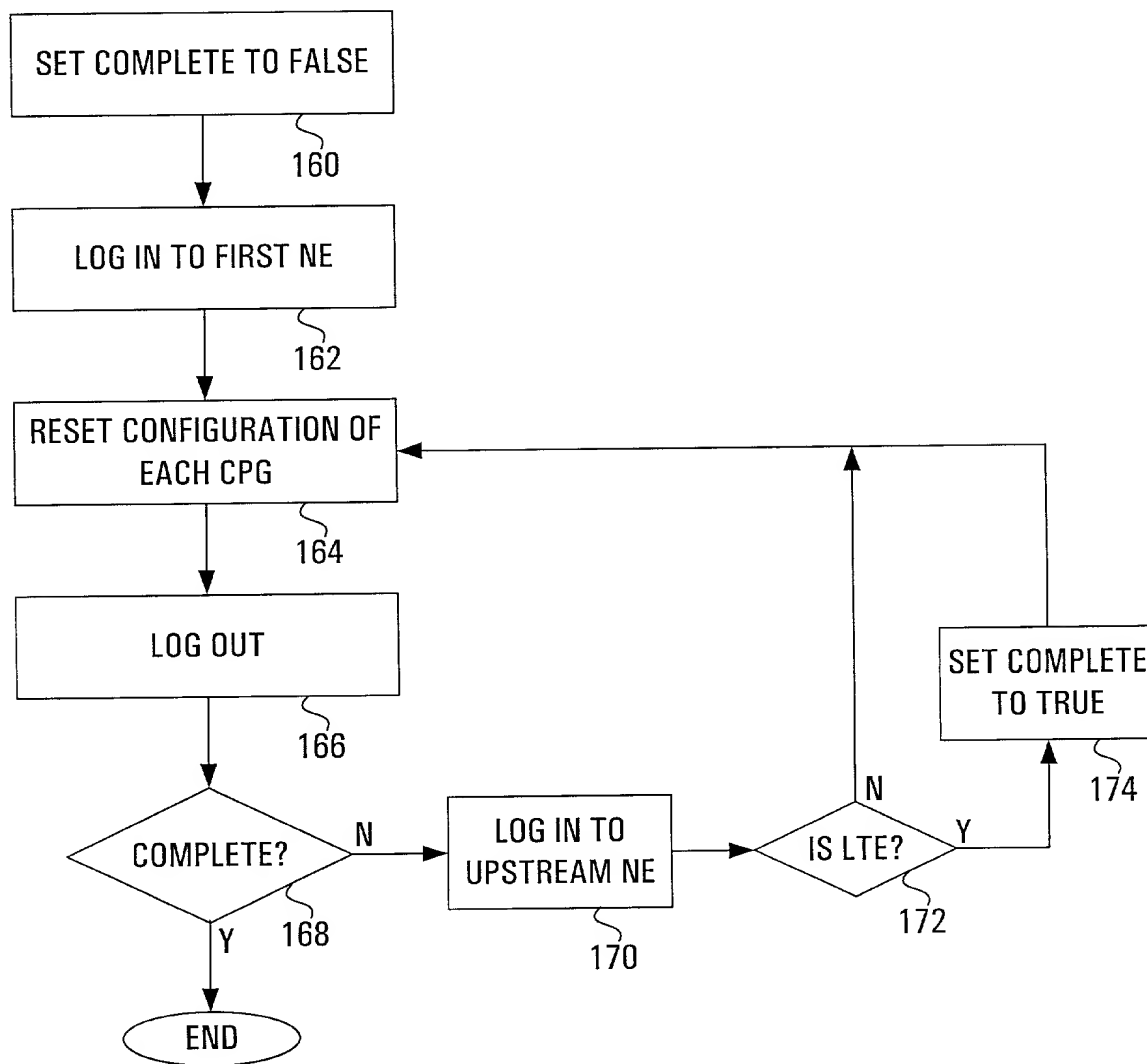 SET COMPLETE TO FALSE
160
LOG IN TO FIRST NE
162
RESET CONFIGURATION OF
EACH CPG
164
LOG OUT
166
COMPLETE?
168
N
Y
END
LOG IN TO
UPSTREAM NE
170
IS LTE?
172
N
Y
SET COMPLETE
TO TRUE
174